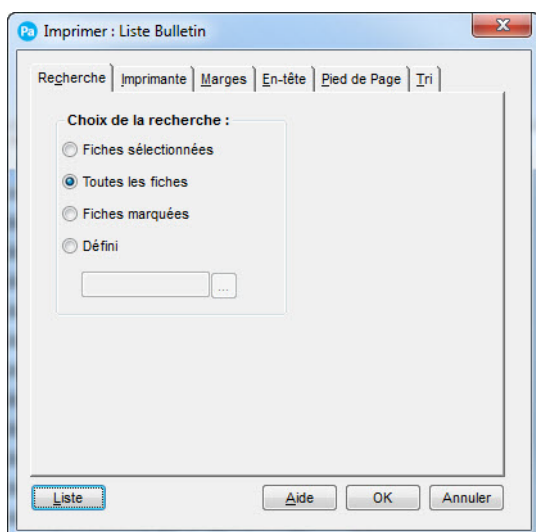 Pa Imprimer : Liste Bulletin
Recherche Imprimante Marges En-tête Pied de Page Tri
Choix de la recherche :
Fiches sélectionnées
Toutes les fiches
Fiches marquées
Défini
...
Liste Aide OK Annuler